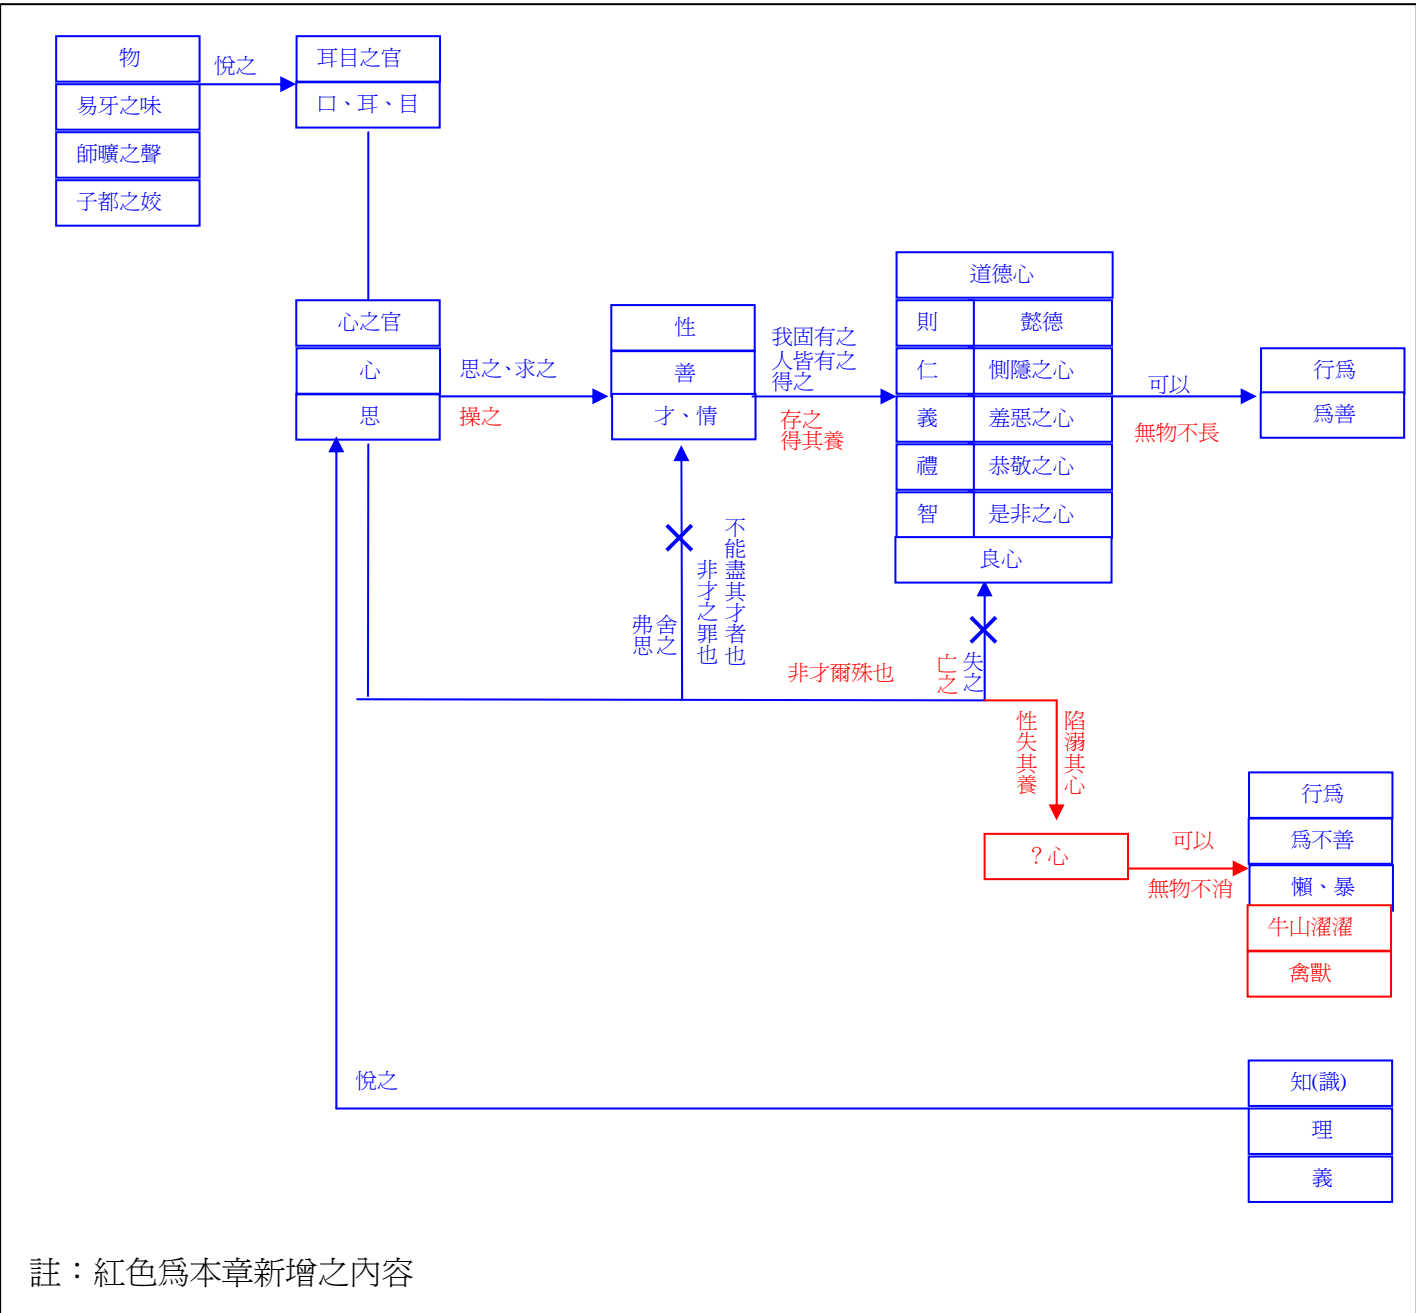 物
悅之
耳目之官
易牙之味
口、耳、目
師曠之聲
子都之姣
道德心
心之官
性
則
懿德
我固有之
人皆有之
得之
心
思之、求之
善
仁
惻隱之心
可以
行爲
思
操之
才、情
存之
得其養
義
羞惡之心
無物不長
爲善
禮
恭敬之心
智
是非之心
良心
不能盡其才者也
非才之罪也
舍之
弗思
非才爾殊也
失之
亡之
陷溺其心
性失其養
行爲
？心
可以
爲不善
無物不消
懶、暴
牛山濯濯
禽獸
悅之
知(識)
理
義
註：紅色爲本章新增之內容